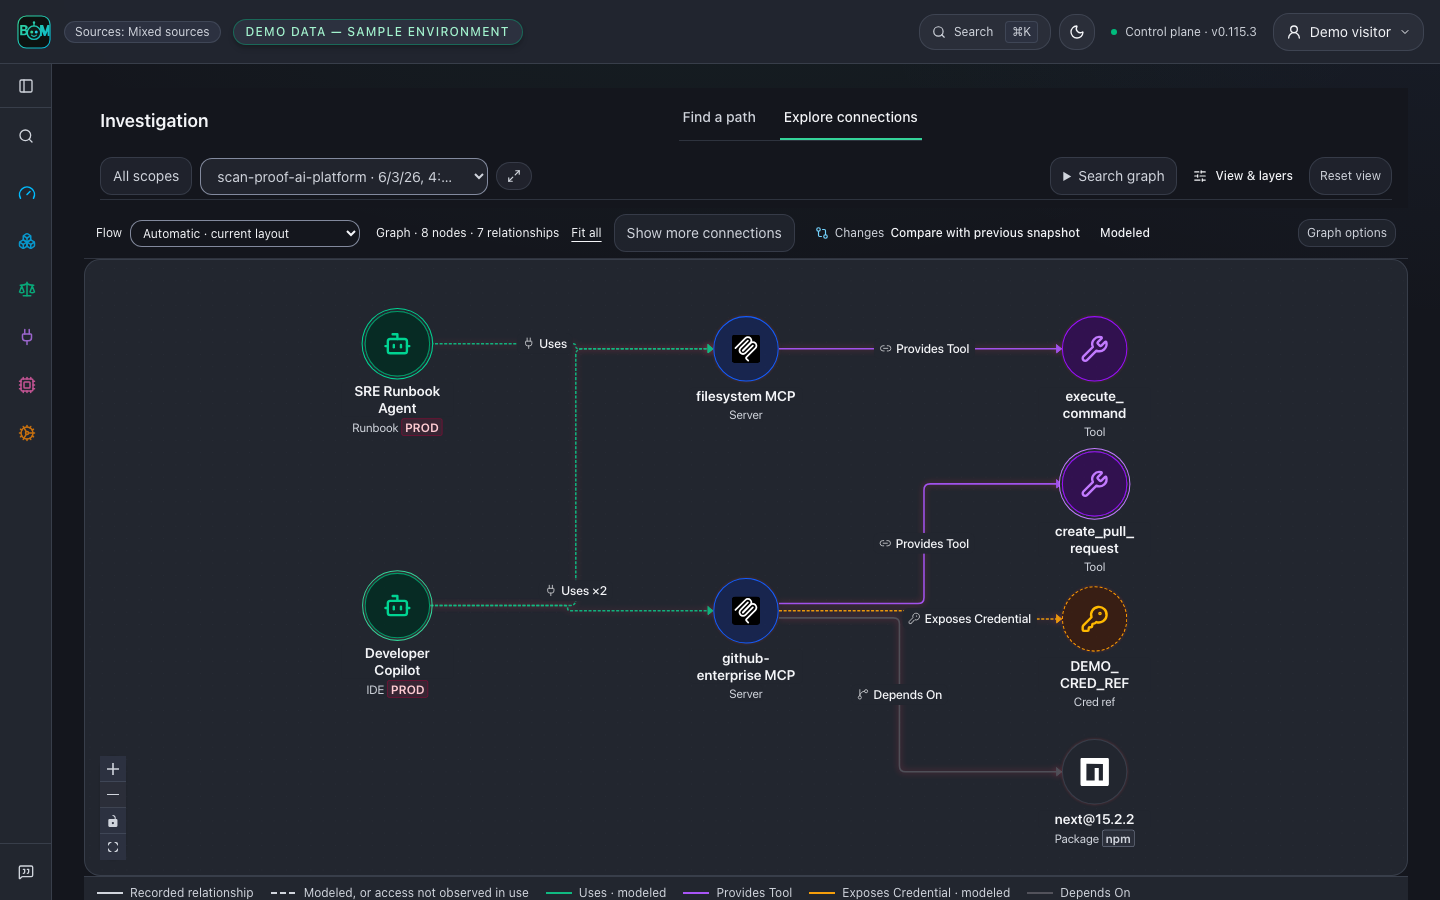 BOM
Sources: Mixed sources
DEMO DATA — SAMPLE ENVIRONMENT
Search ⌘K
Control plane · v0.115.3
Demo visitor
Investigation
Find a path
Explore connections
All scopes
scan-proof-ai-platform · 6/3/26, 4:...
Search graph
View & layers
Reset view
Flow
Automatic · current layout
Graph · 8 nodes · 7 relationships
Fit all
Show more connections
Changes
Compare with previous snapshot
Modeled
Graph options
Uses
Provides Tool
SRE Runbook
Agent
Runbook PROD
filesystem MCP
Server
execute_
command
Tool
create_pull_
request
Tool
Provides Tool
Uses ×2
Exposes Credential
Developer
Copilot
IDE PROD
github-
enterprise MCP
Server
DEMO_
CRED_REF
Cred ref
Depends On
next@15.2.2
Package npm
Recorded relationship
Modeled, or access not observed in use
Uses · modeled
Provides Tool
Exposes Credential · modeled
Depends On